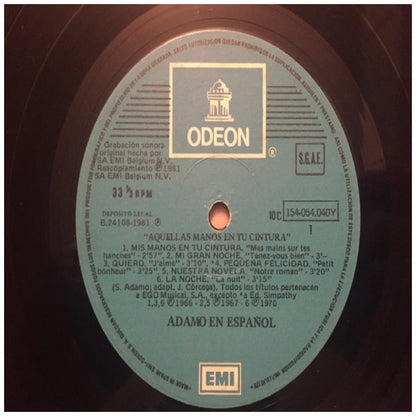 ODEON
®
Grabación sonora
original hecha por
SA EMI Belgium N.V.
Reacoplamiento ℗1981
SA EMI Belgium N.V.
S.G.A.E.
33 ⅓ RPM
DEPOSITO LEGAL
B.24108-1981
10C 154-054.040Y
1
"AQUELLAS MANOS EN TU CINTURA"
1. MIS MANOS EN TU CINTURA, "Mes mains sur tes
hanches" - 2'57", 2. MI GRAN NOCHE, "Tenez-vous bien" - 3'-
3. QUIERO, "J'aime" - 3'10", *4. PEQUEÑA FELICIDAD, "Petit
bonheur" - 3'25", 5. NUESTRA NOVELA, "Notre roman" - 3'20"
6. LA NOCHE, "La nuit" - 3'15"
(S. Adamo; adapt. J. Córcega). Todos los títulos pertenecen
a EGO Musical, S.A., excepto *a Ed. Simpathy
1,3,6 ℗1966 - 2,5 ℗1967 - 6 ℗1970
ADAMO EN ESPAÑOL
EMI